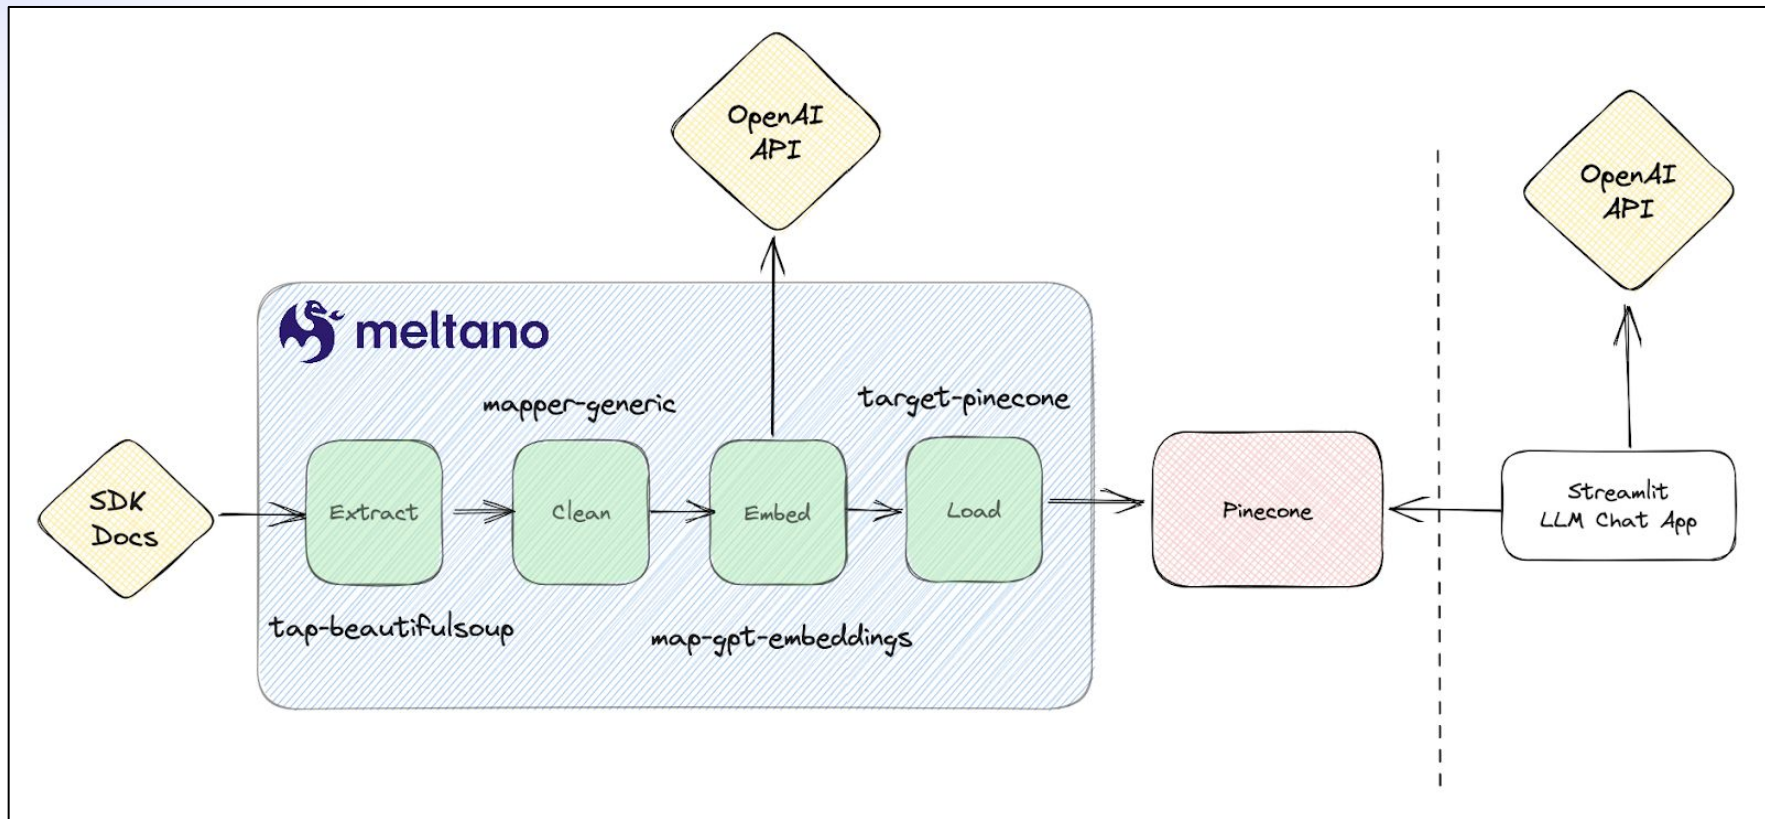 OpenAI
API
OpenAI
API
meltano
mapper-generic
target-pinecone
SDK
Docs
Extract
Clean
Embed
Load
Pinecone
Streamlit
LLM Chat App
tap-beautifulsoup
map-gpt-embeddings